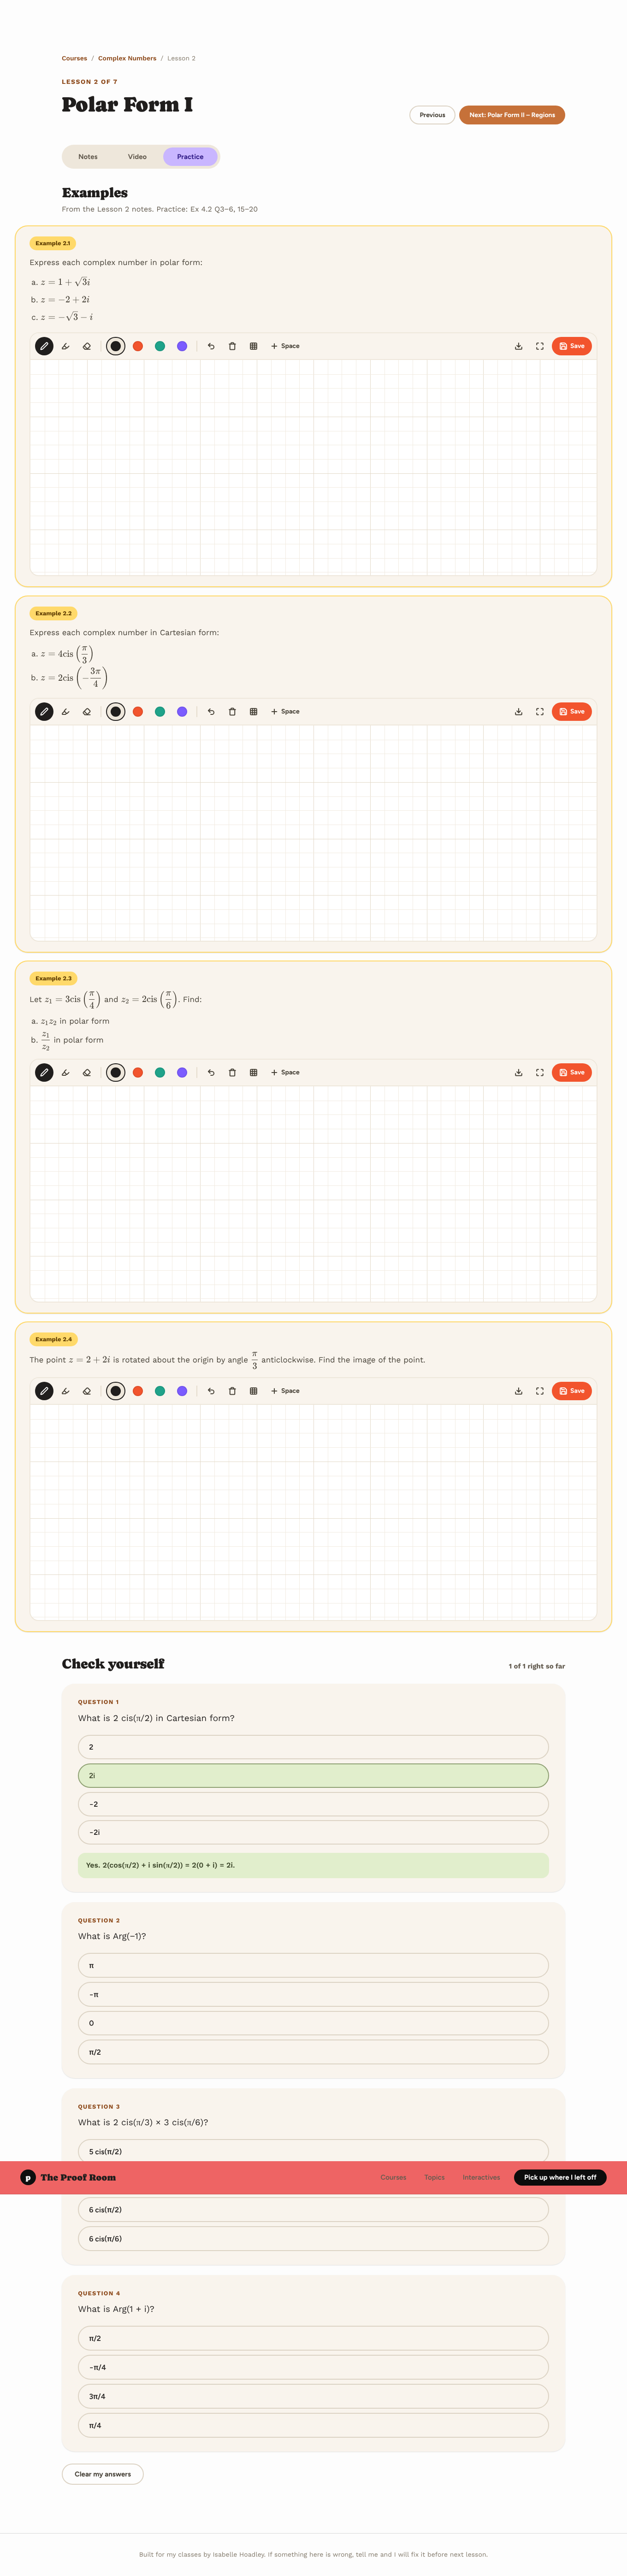 Courses / Complex Numbers / Lesson 2
LESSON 2 OF 7
Polar Form I
Previous
Next: Polar Form II – Regions
Notes
Video
Practice
Examples
From the Lesson 2 notes. Practice: Ex 4.2 Q3–6, 15–20
Example 2.1
Express each complex number in polar form:
a. z = 1 + √3i
b. z = −2 + 2i
c. z = −√3 − i
+ Space
Save
Example 2.2
Express each complex number in Cartesian form:
a. z = 4cis (π/3)
b. z = 2cis (−3π/4)
+ Space
Save
Example 2.3
Let z₁ = 3cis (π/4) and z₂ = 2cis (π/6). Find:
a. z₁z₂ in polar form
b. z₁/z₂ in polar form
+ Space
Save
Example 2.4
The point z = 2 + 2i is rotated about the origin by angle π/3 anticlockwise. Find the image of the point.
+ Space
Save
Check yourself
1 of 1 right so far
QUESTION 1
What is 2 cis(π/2) in Cartesian form?
2
2i
−2
−2i
Yes. 2(cos(π/2) + i sin(π/2)) = 2(0 + i) = 2i.
QUESTION 2
What is Arg(−1)?
π
−π
0
π/2
QUESTION 3
What is 2 cis(π/3) × 3 cis(π/6)?
5 cis(π/2)
p The Proof Room
Courses
Topics
Interactives
Pick up where I left off
6 cis(π/2)
6 cis(π/6)
QUESTION 4
What is Arg(1 + i)?
π/2
−π/4
3π/4
π/4
Clear my answers
Built for my classes by Isabelle Hoadley. If something here is wrong, tell me and I will fix it before next lesson.